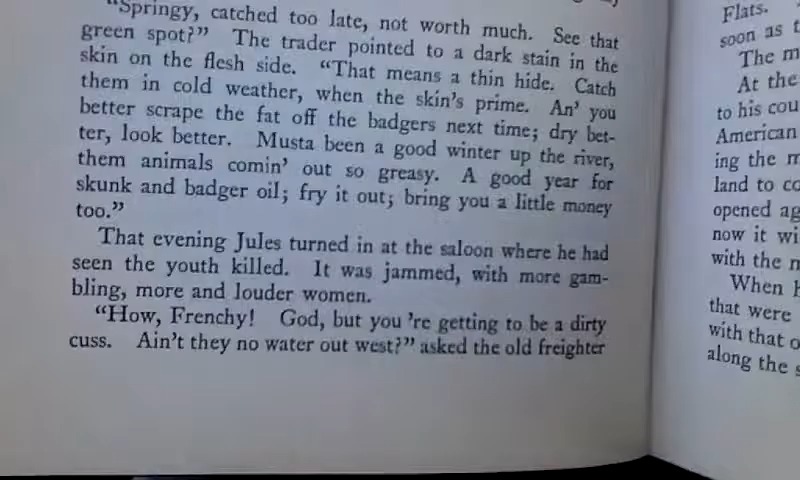 "Springy, catched too late, not worth much. See that
green spot?" The trader pointed to a dark stain in the
skin on the flesh side. "That means a thin hide. Catch
them in cold weather, when the skin's prime. An' you
better scrape the fat off the badgers next time; dry bet-
ter, look better. Musta been a good winter up the river,
them animals comin' out so greasy. A good year for
skunk and badger oil; fry it out; bring you a little money
too."
That evening Jules turned in at the saloon where he had
seen the youth killed. It was jammed, with more gam-
bling, more and louder women.
"How, Frenchy! God, but you 're getting to be a dirty
cuss. Ain't they no water out west?" asked the old freighter
Flats.
soon as
The
At the
to his
American
ing the
land to
opened
now it
with the
When
that were
with that
along the